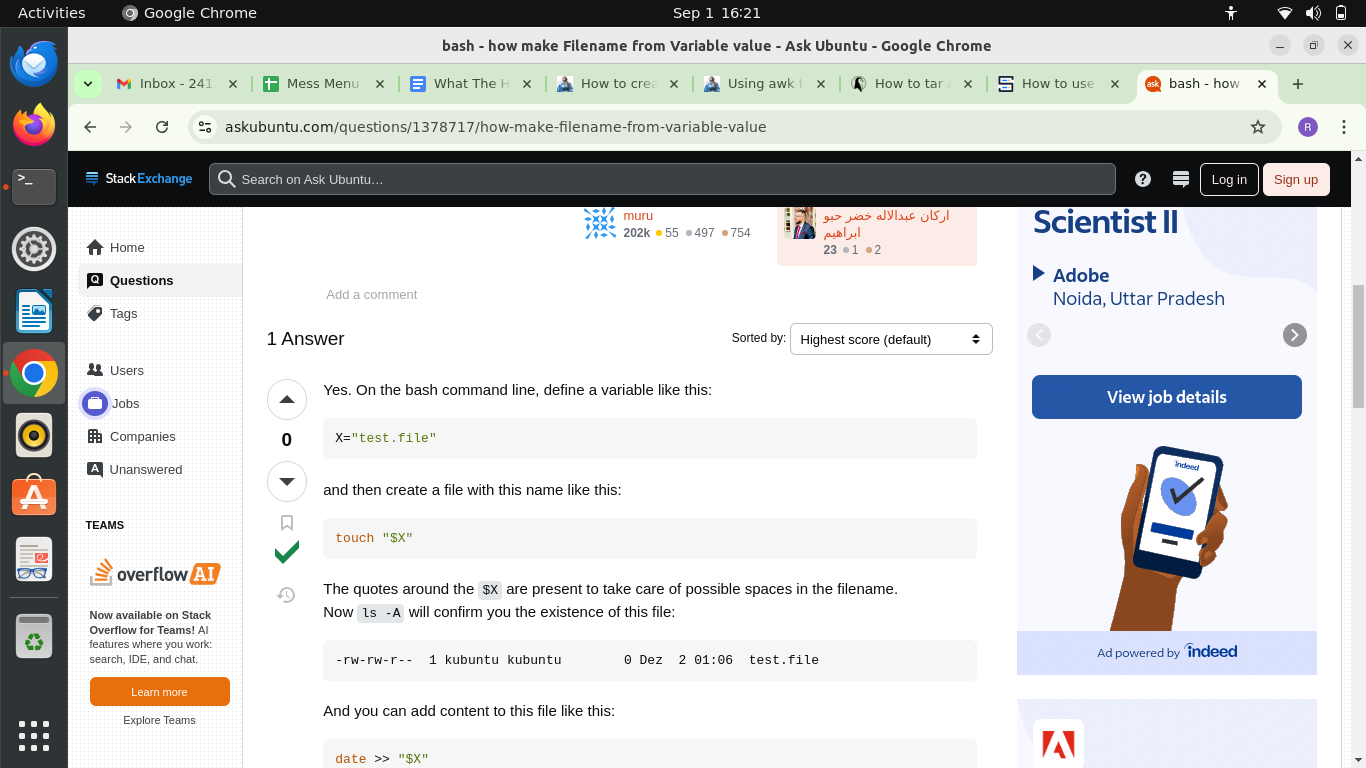 Activities
Google Chrome
Sep 1 16:21
bash - how make Filename from Variable value - Ask Ubuntu - Google Chrome
Inbox - 241
Mess Menu
What The H
How to crea
Using awk t
How to tar a
How to use
bash - how
askubuntu.com/questions/1378717/how-make-filename-from-variable-value
R
StackExchange
Search on Ask Ubuntu…
Log in
Sign up
Home
Questions
Tags
Users
Jobs
Companies
Unanswered
TEAMS
overflow AI
Now available on Stack
Overflow for Teams! AI
features where you work:
search, IDE, and chat.
Learn more
Explore Teams
muru
202k 55 497 754
اركان عبدالاله خضر حبو
ابراهيم
23 1 2
Add a comment
1 Answer
Sorted by:
Highest score (default)
0
Yes. On the bash command line, define a variable like this:
X="test.file"
and then create a file with this name like this:
touch "$X"
The quotes around the $X are present to take care of possible spaces in the filename.
Now ls -A will confirm you the existence of this file:
-rw-rw-r-- 1 kubuntu kubuntu 0 Dez 2 01:06 test.file
And you can add content to this file like this:
date >> "$X"
Scientist II
Adobe
Noida, Uttar Pradesh
View job details
indeed
Ad powered by indeed